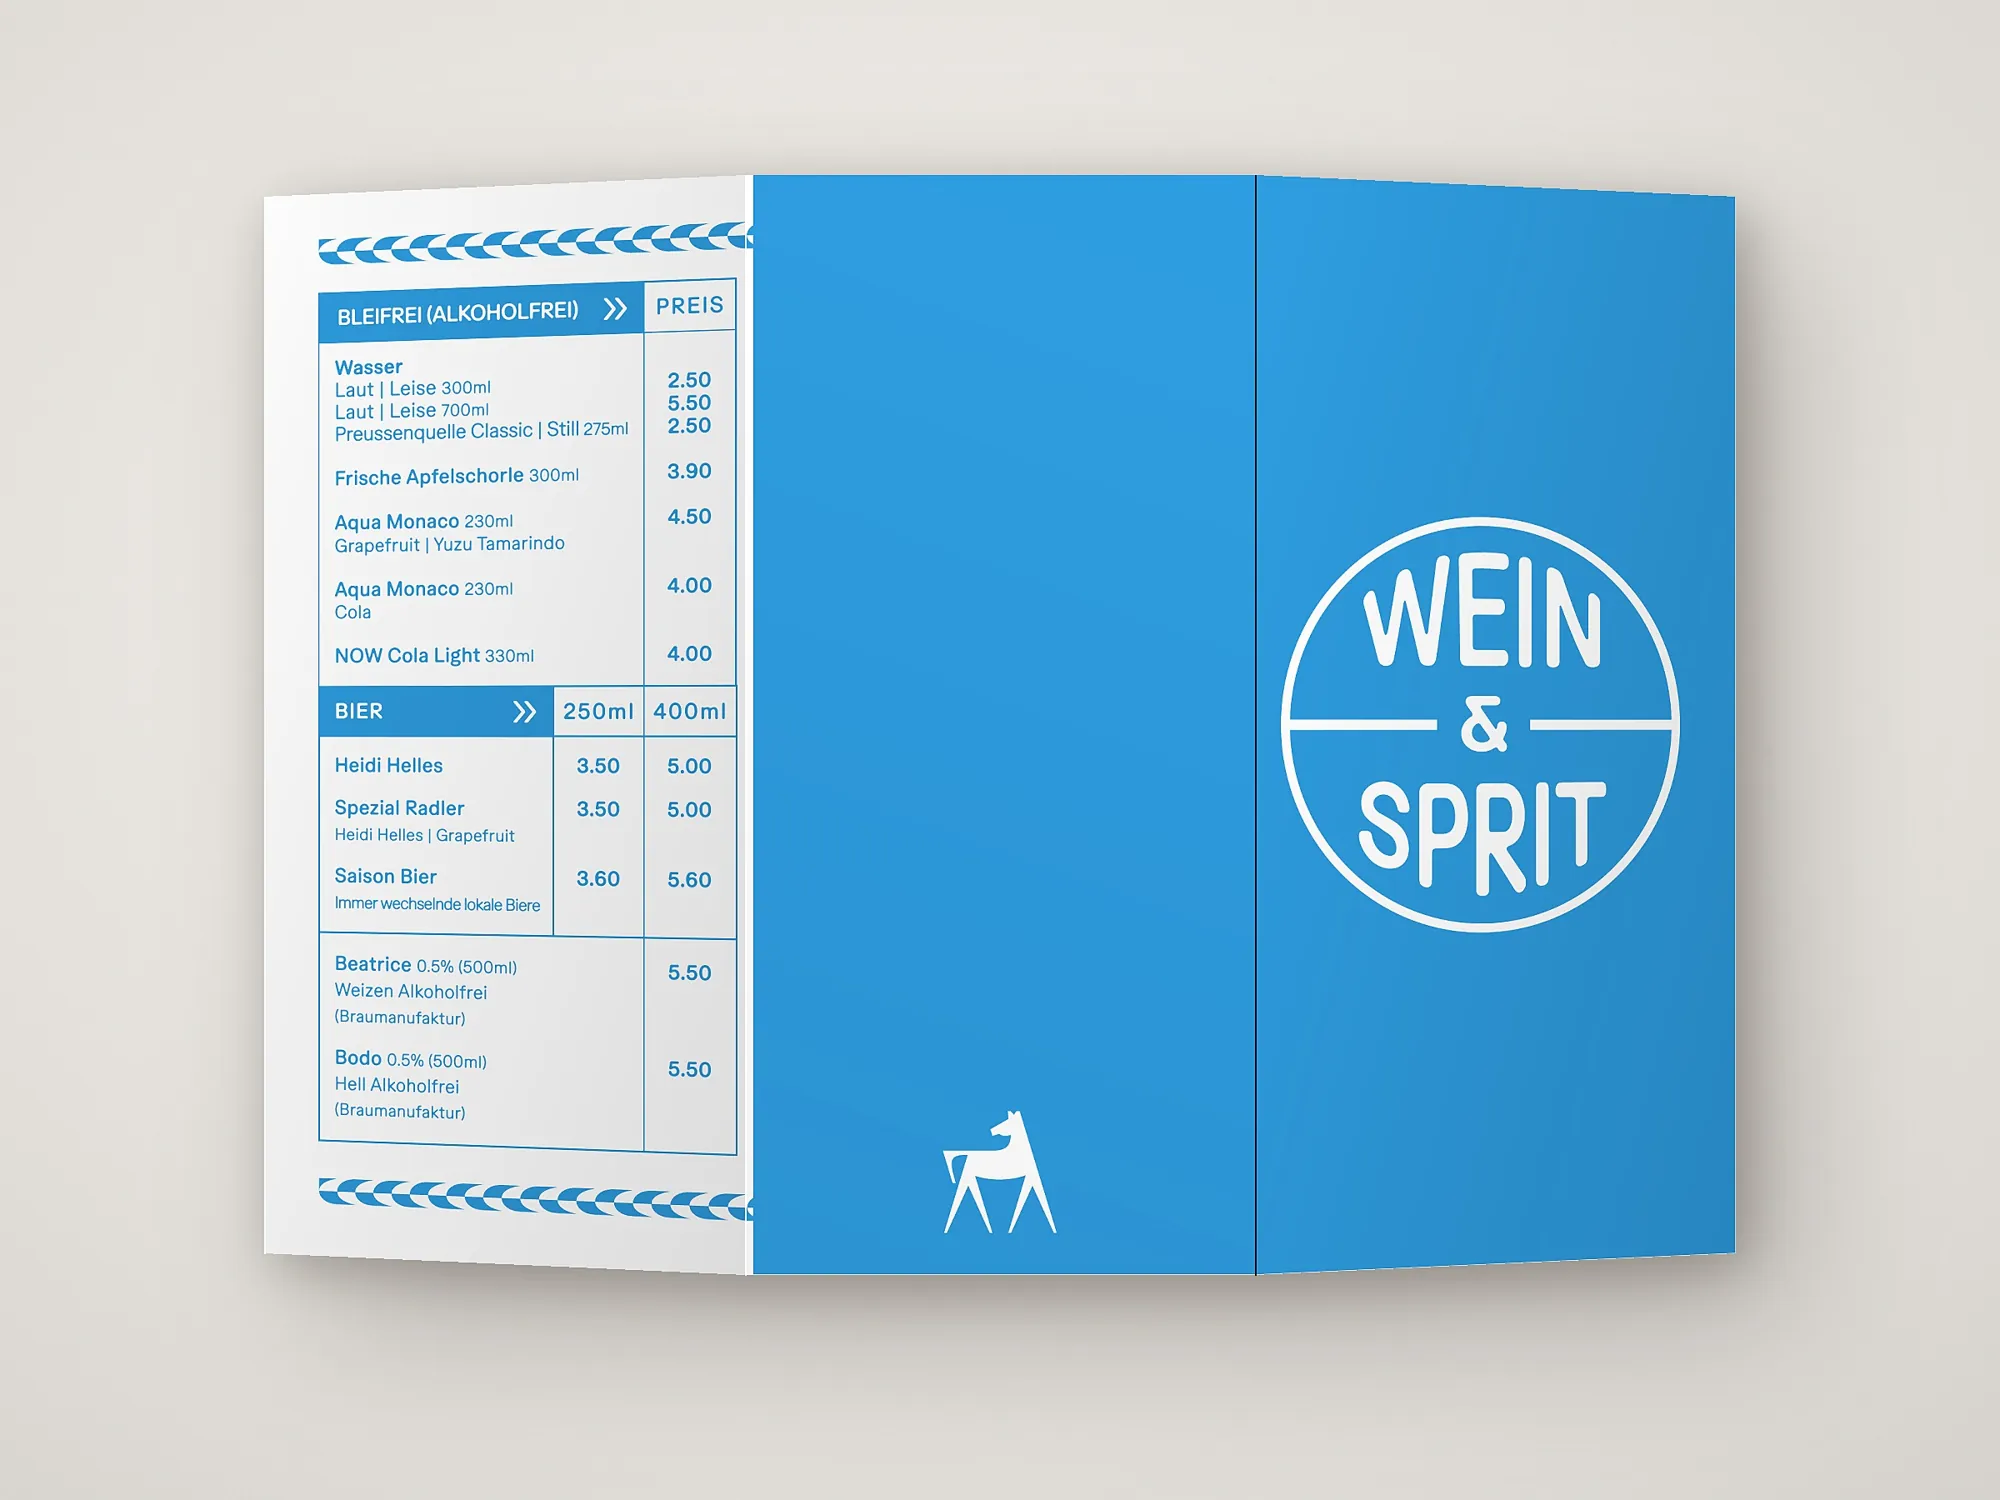 BLEIFREI (ALKOHOLFREI) PREIS
Wasser
Laut | Leise 300ml 2.50
Laut | Leise 700ml 5.50
Preussenquelle Classic | Still 275ml 2.50
Frische Apfelschorle 300ml 3.90
Aqua Monaco 230ml 4.50
Grapefruit | Yuzu Tamarindo
Aqua Monaco 230ml 4.00
Cola
NOW Cola Light 330ml 4.00
BIER 250ml 400ml
Heidi Helles 3.50 5.00
Spezial Radler 3.50 5.00
Heidi Helles | Grapefruit
Saison Bier 3.60 5.60
Immer wechselnde lokale Biere
Beatrice 0.5% (500ml) 5.50
Weizen Alkoholfrei
(Braumanufaktur)
Bodo 0.5% (500ml) 5.50
Hell Alkoholfrei
(Braumanufaktur)
WEIN
&
SPRIT